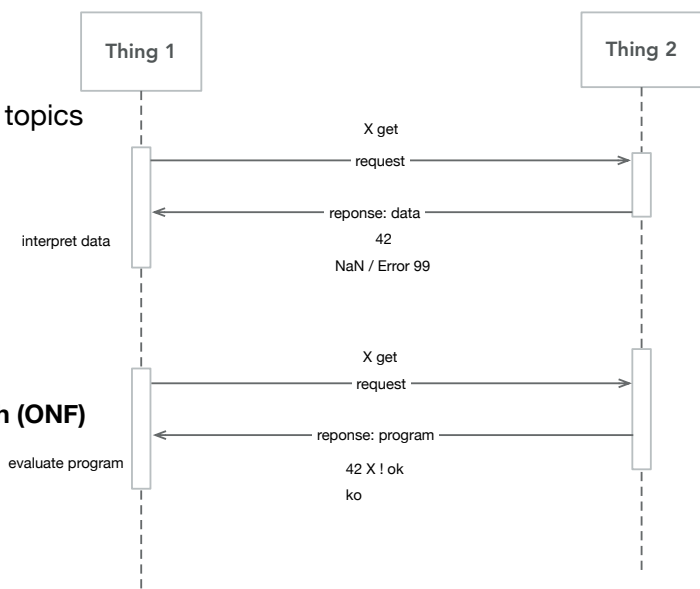 Thing 1
Thing 2
topics
X get
request
reponse: data
interpret data
42
NaN / Error 99
X get
request
(ONF)
reponse: program
evaluate program
42 X ! ok
ko